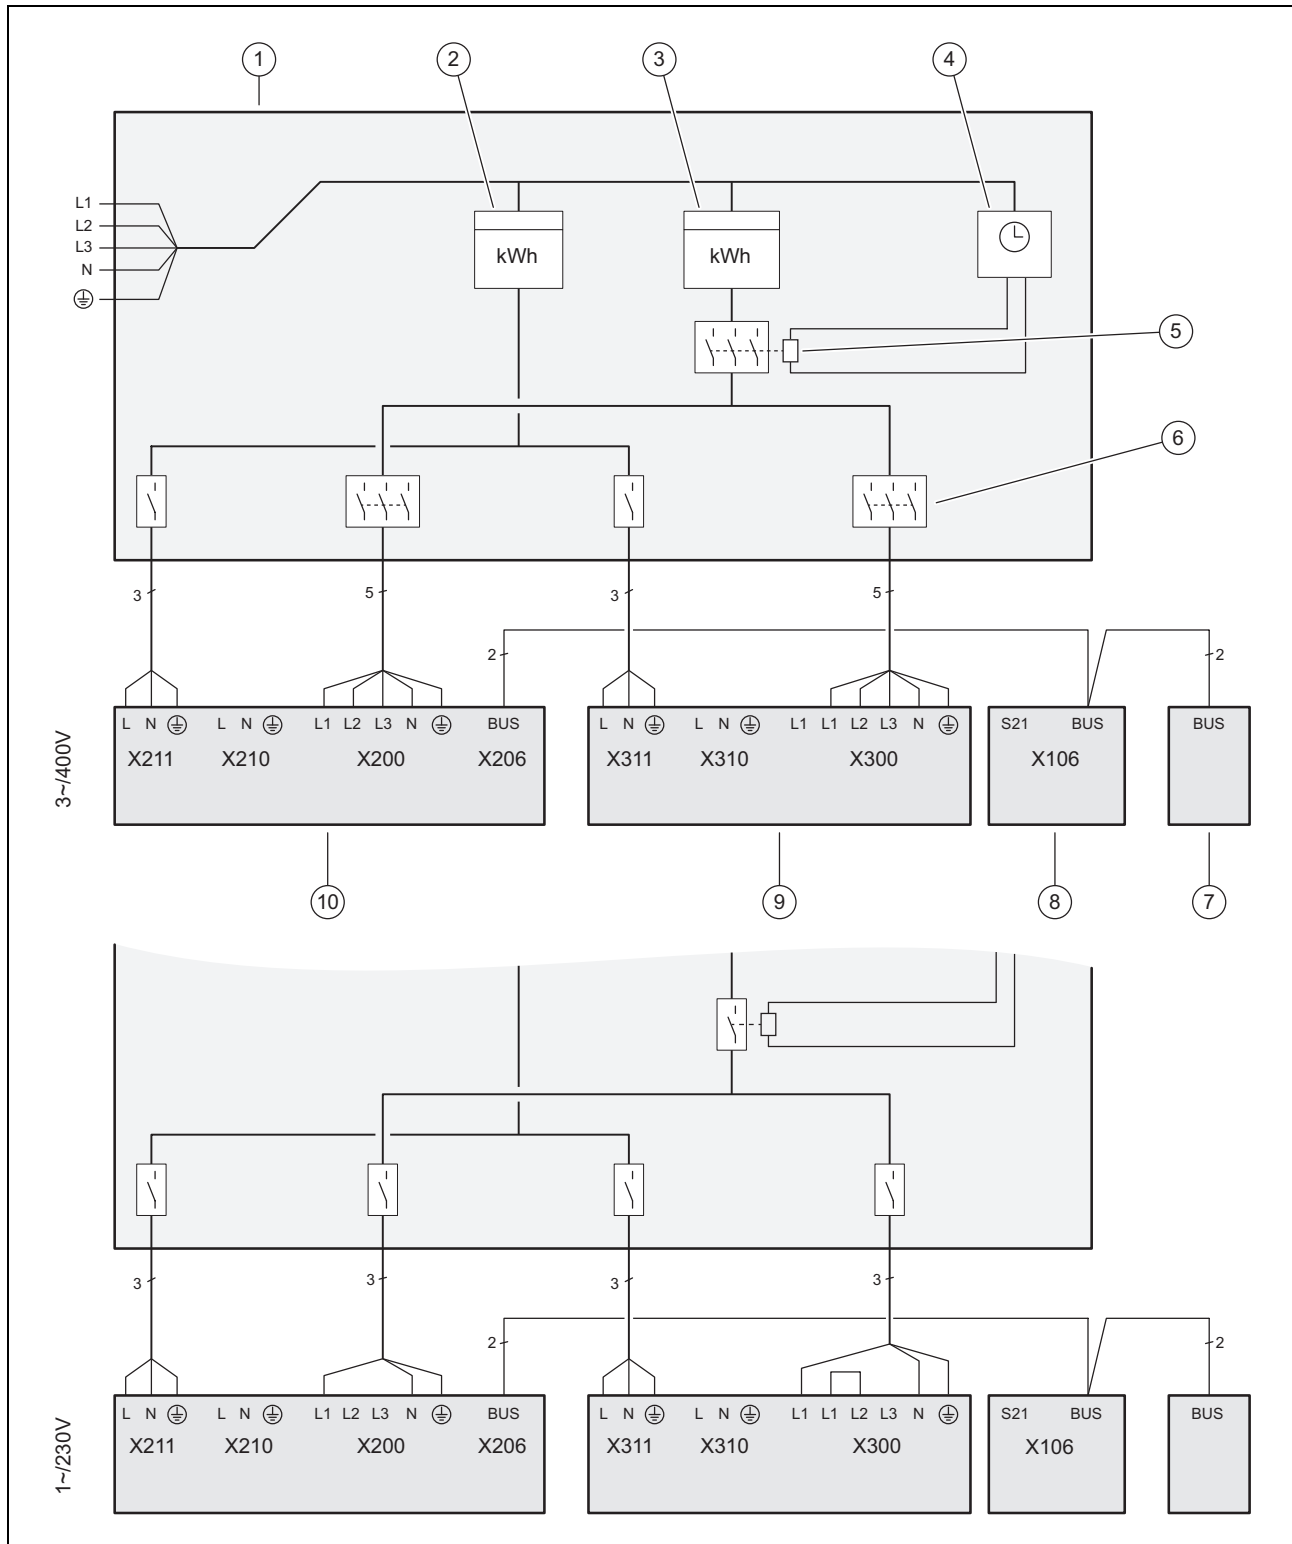 1 2 3 4
L1
L2
L3
N
kWh kWh
5
6
3 5 3 5
2 2
3~/400V
L N L N L1 L2 L3 N BUS L N L N L1 L1 L2 L3 N S21 BUS BUS
X211 X210 X200 X206 X311 X310 X300 X106
10 9 8 7
3 3 3 3
2 2
1~/230V
L N L N L1 L2 L3 N BUS L N L N L1 L1 L2 L3 N S21 BUS BUS
X211 X210 X200 X206 X311 X310 X300 X106